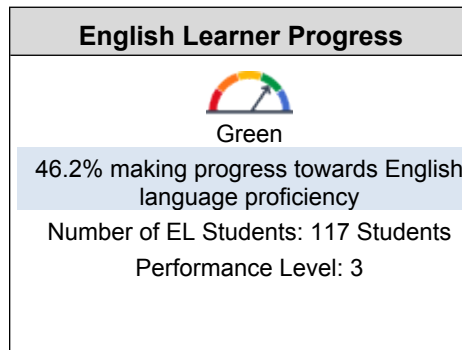 English Learner Progress
Green
46.2% making progress towards English
language proficiency
Number of EL Students: 117 Students
Performance Level: 3